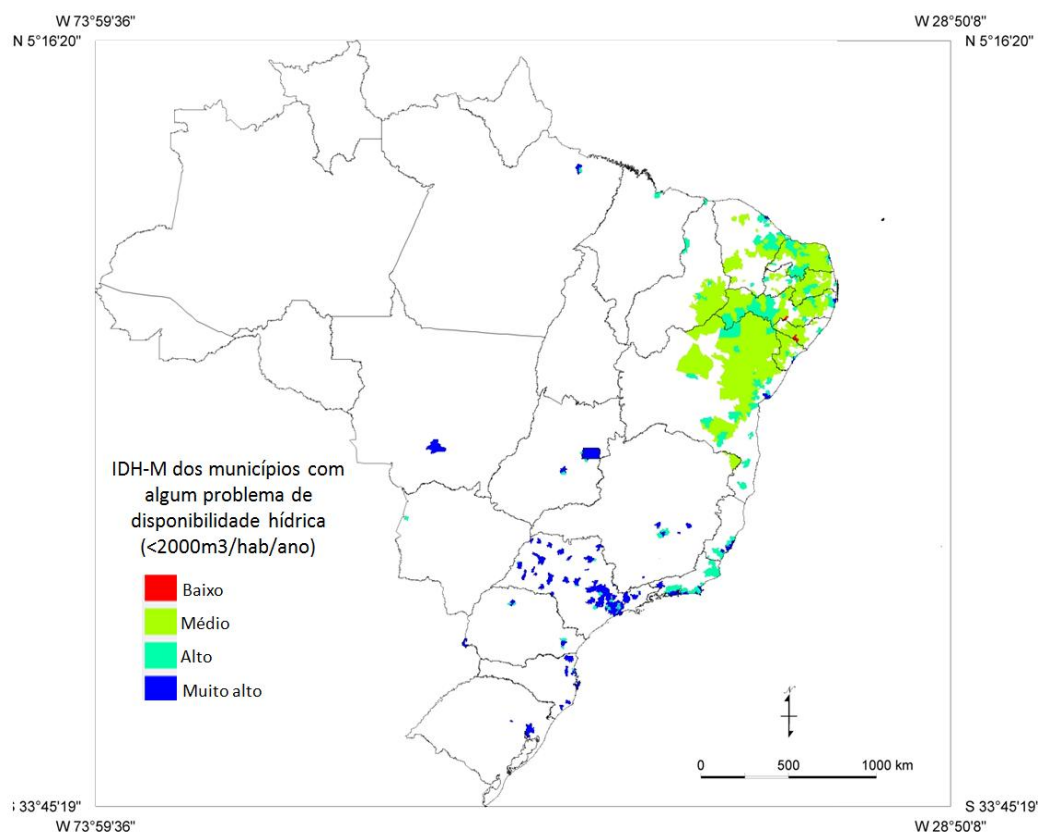 W 73°59'36"
W 28°50'8"
N 5°16'20"
N 5°16'20"
IDH-M dos municípios com
algum problema de
disponibilidade hídrica
(<2000m3/hab/ano)
Baixo
Médio
Alto
Muito alto
0 500 1000 km
S 33°45'19"
S 33°45'19"
W 73°59'36"
W 28°50'8"